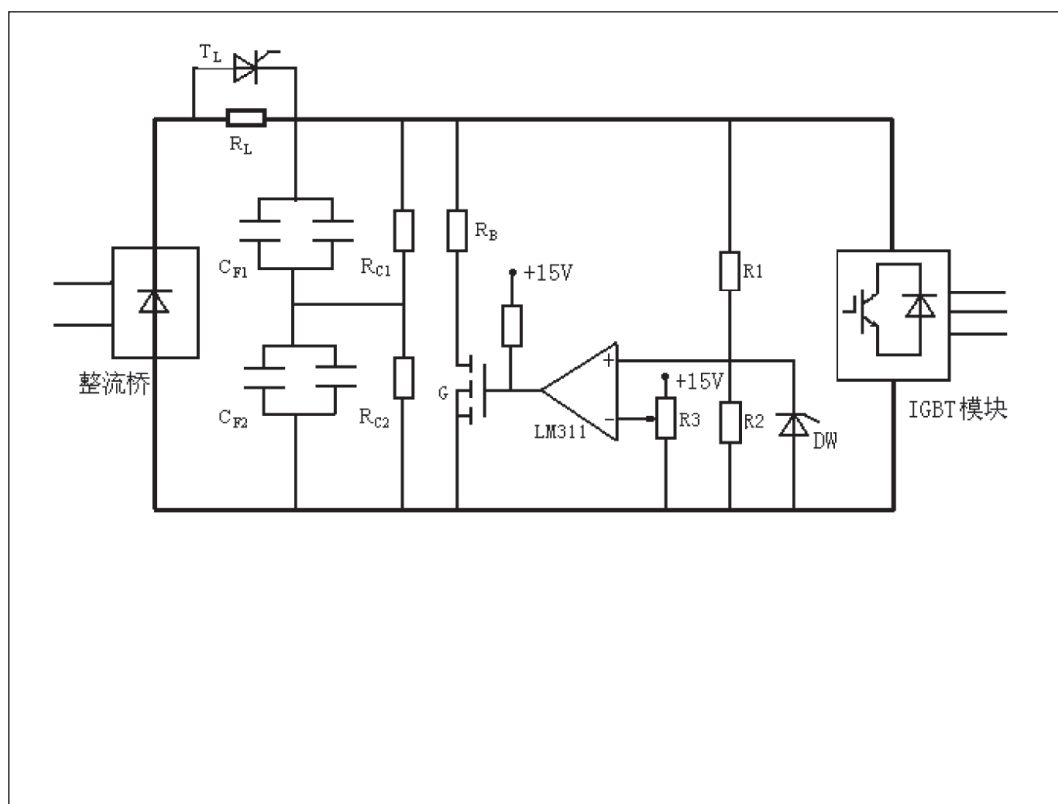 TL
RL
CF1
CF2
RC1
RC2
RB
+15V
G
LM311
+
-
+15V
R3
R1
R2
DW
整流桥
IGBT模块